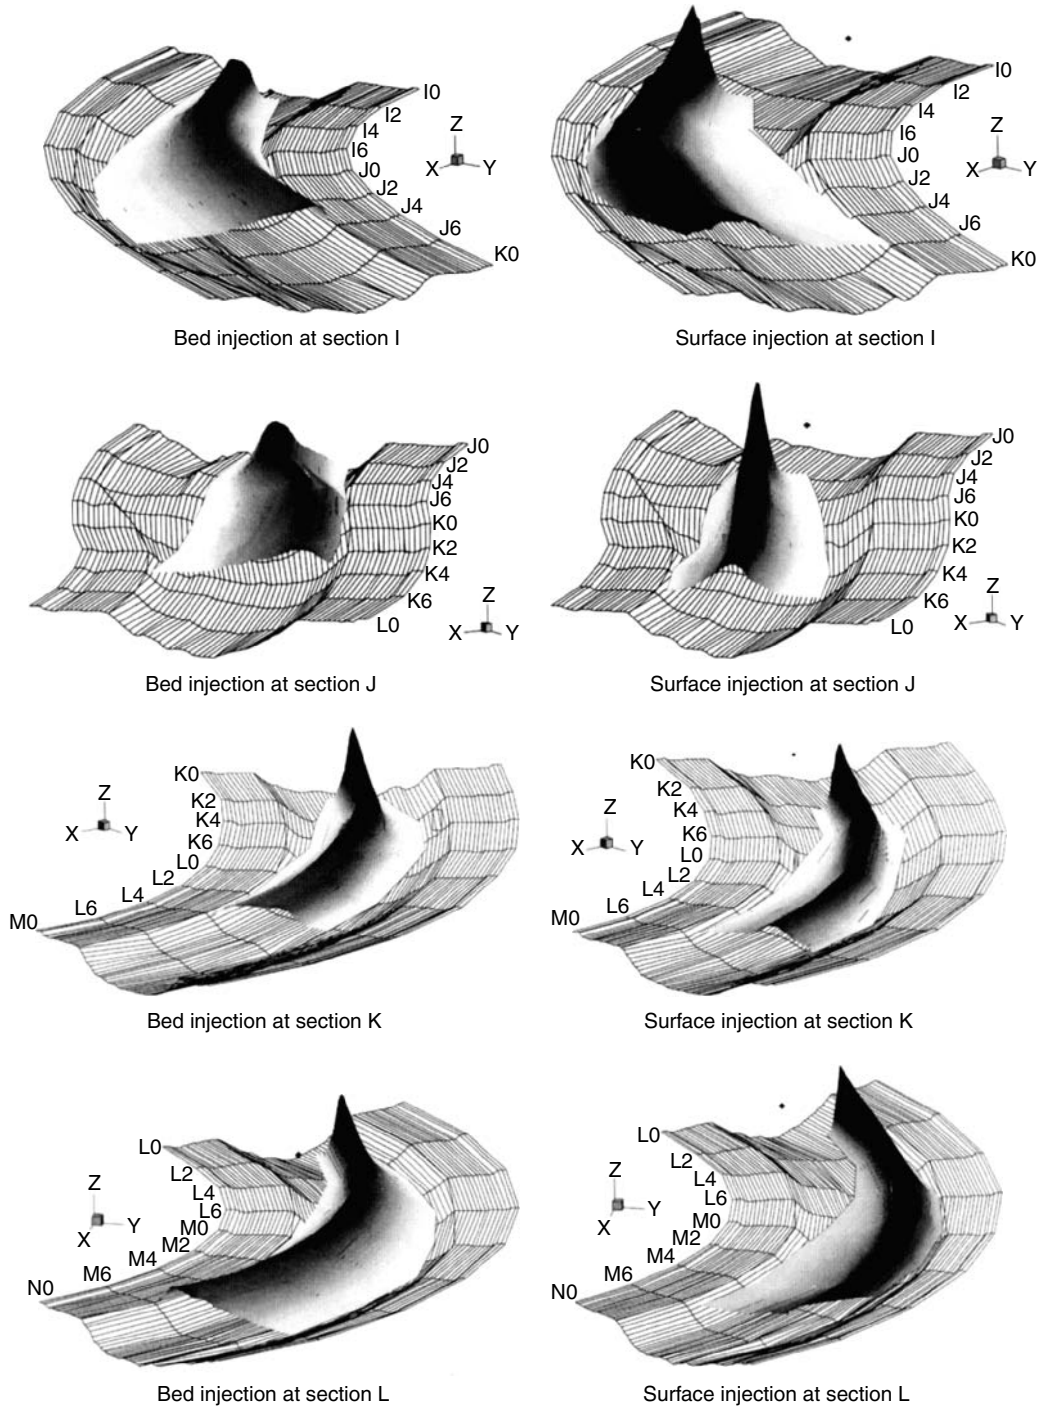 I0
I2
I4
I6
J0
J2
J4
J6
K0
Z
X
Y
Bed injection at section I
I0
I2
I4
I6
J0
J2
J4
J6
K0
Z
X
Y
Surface injection at section I
J0
J2
J4
J6
K0
K2
K4
K6
L0
Z
X
Y
Bed injection at section J
J0
J2
J4
J6
K0
K2
K4
K6
L0
Z
X
Y
Surface injection at section J
K0
K2
K4
K6
L0
L2
L4
L6
M0
Z
X
Y
Bed injection at section K
K0
K2
K4
K6
L0
L2
L4
L6
M0
Z
X
Y
Surface injection at section K
L0
L2
L4
L6
M0
M2
M4
M6
N0
Z
Y
X
Bed injection at section L
L0
L2
L4
L6
M0
M2
M4
M6
N0
Z
Y
X
Surface injection at section L